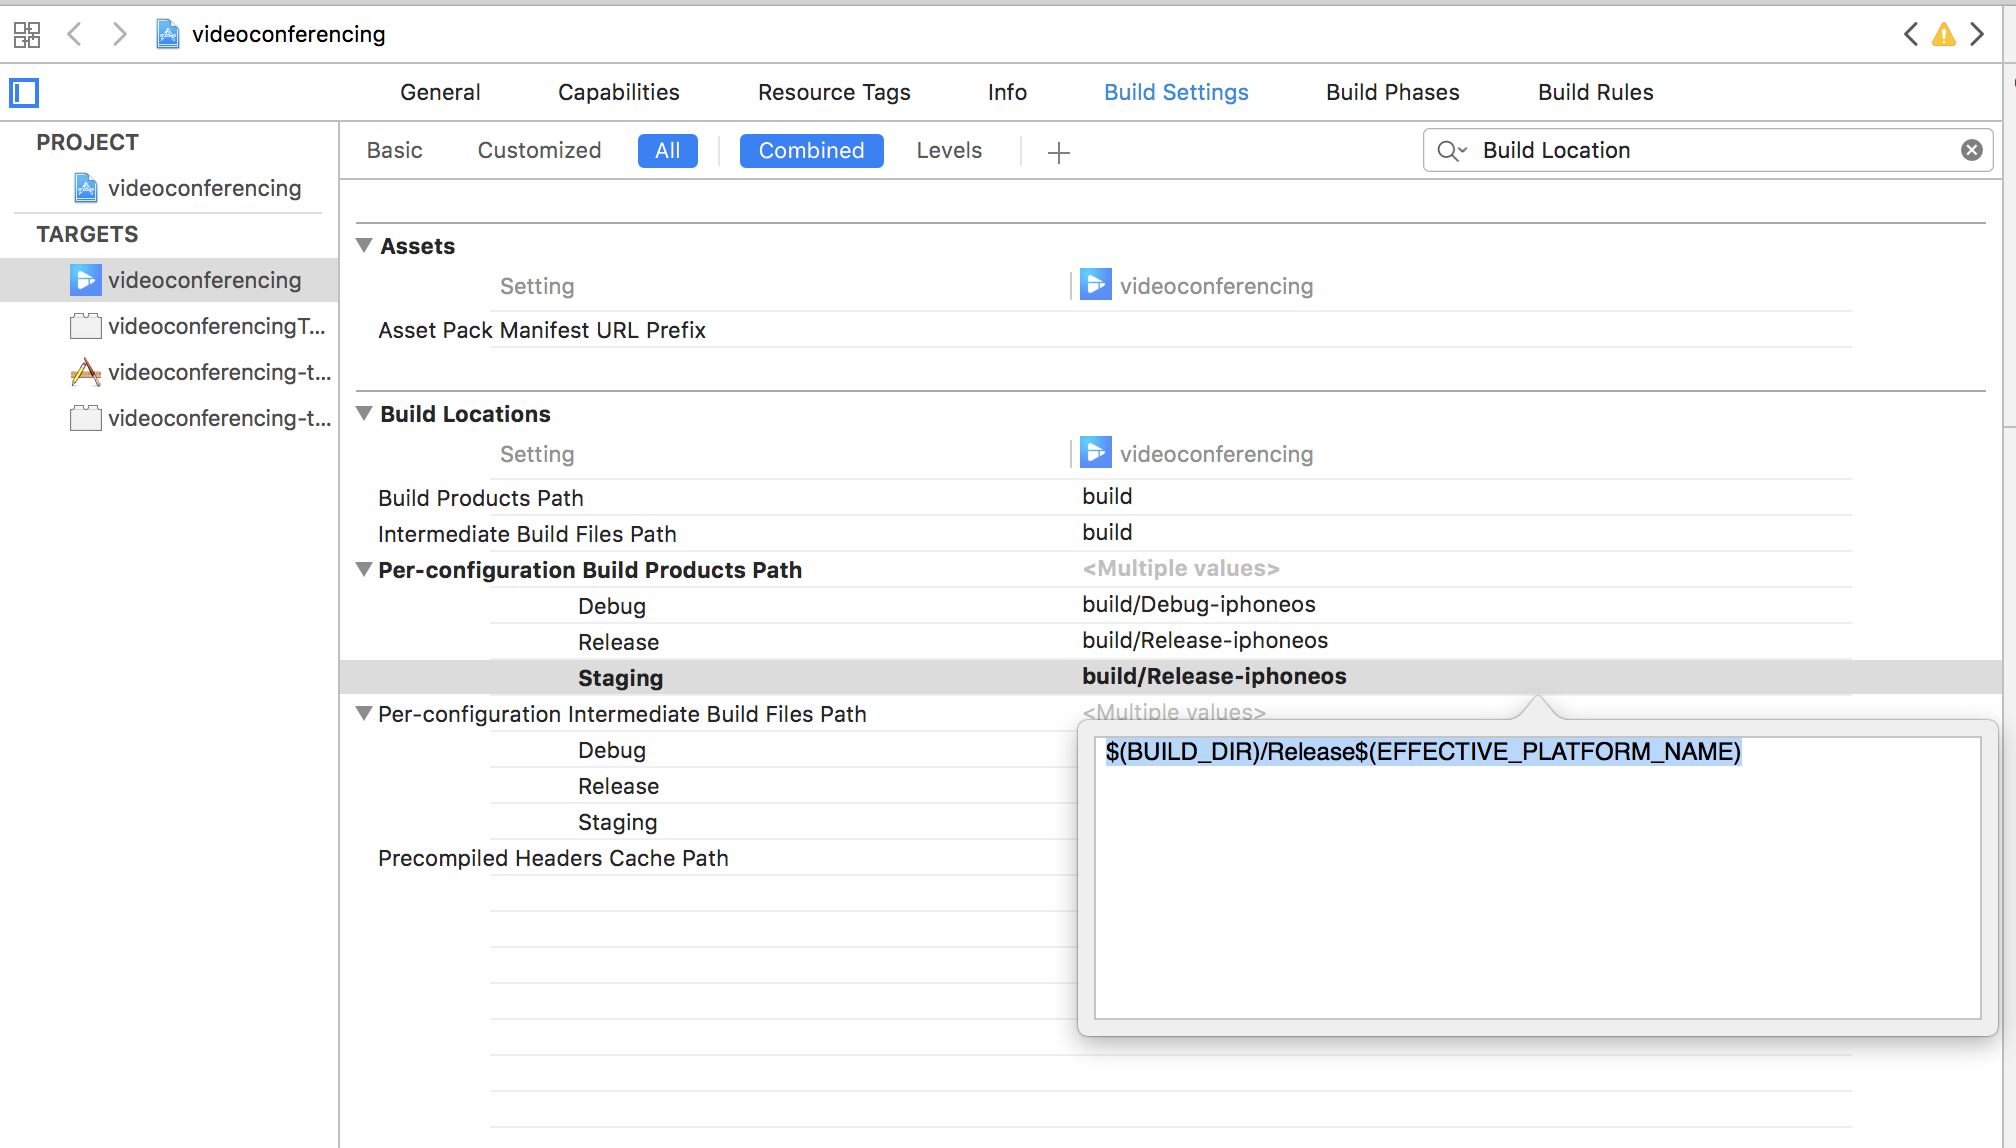 videoconferencing
General Capabilities Resource Tags Info Build Settings Build Phases Build Rules
PROJECT
videoconferencing
TARGETS
videoconferencing
videoconferencingT...
videoconferencing-t...
videoconferencing-t...
Basic Customized All Combined Levels Build Location
Assets
Setting videoconferencing
Asset Pack Manifest URL Prefix
Build Locations
Setting videoconferencing
Build Products Path build
Intermediate Build Files Path build
Per-configuration Build Products Path <Multiple values>
Debug build/Debug-iphoneos
Release build/Release-iphoneos
Staging build/Release-iphoneos
Per-configuration Intermediate Build Files Path <Multiple values>
$(BUILD_DIR)/Release$(EFFECTIVE_PLATFORM_NAME)
Debug
Release
Staging
Precompiled Headers Cache Path